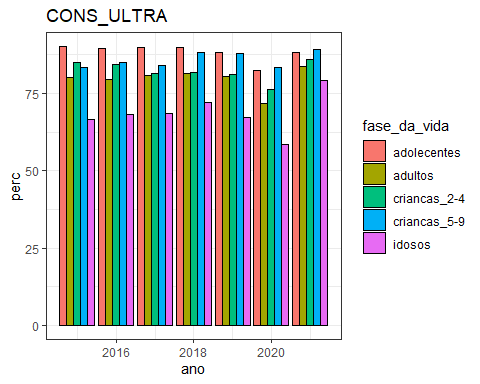 CONS_ULTRA
perc
75
50
25
0
2016
2018
2020
ano
fase_da_vida
adolecentes
adultos
criancas_2-4
criancas_5-9
idosos